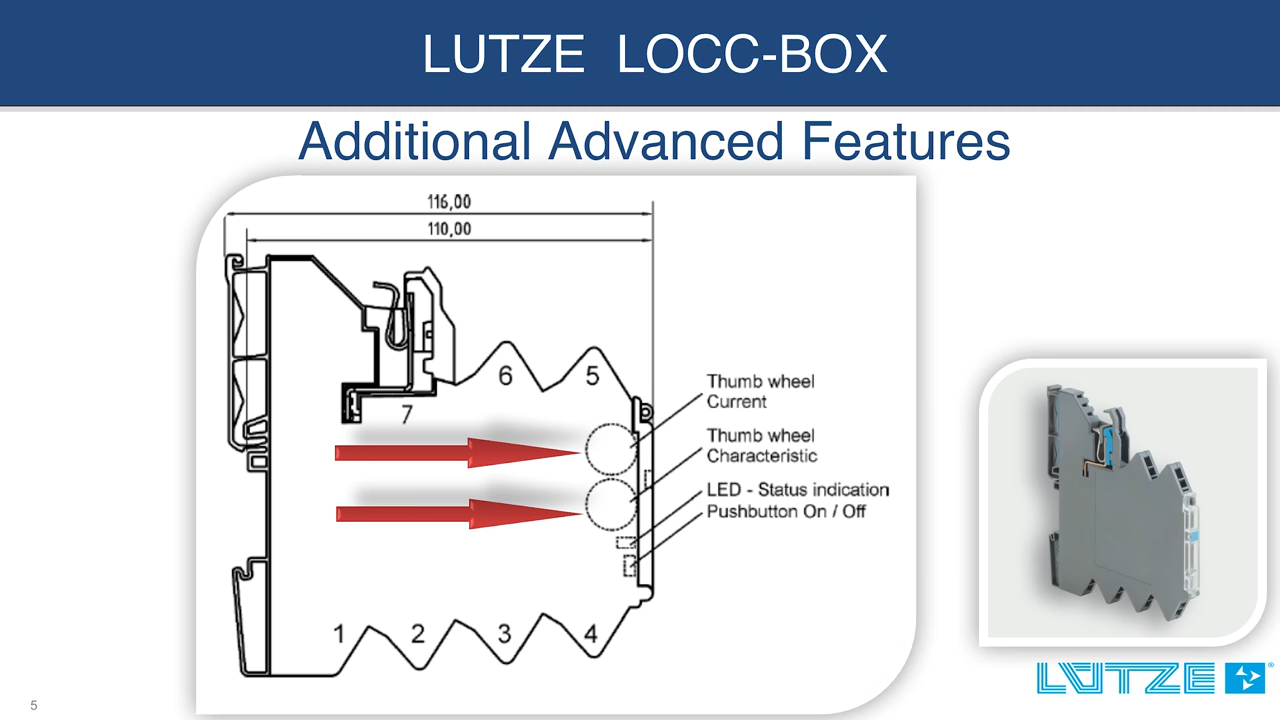 LUTZE LOCC-BOX
Additional Advanced Features
116,00
110,00
6
5
7
Thumb wheel
Current
Thumb wheel
Characteristic
LED - Status indication
Pushbutton On / Off
1
2
3
4
LUTZE
®
5